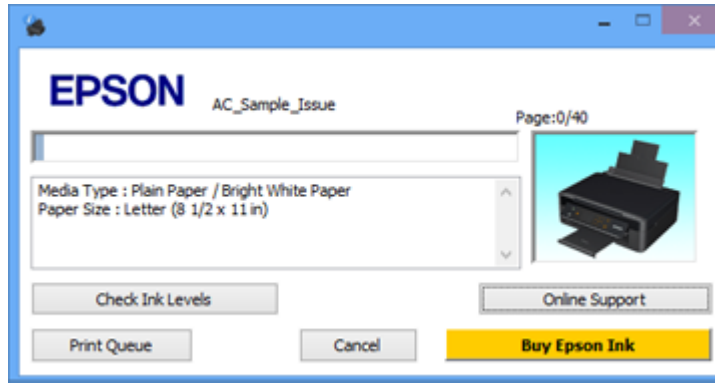 EPSON
AC_Sample_Issue
Page:0/40
Media Type : Plain Paper / Bright White Paper
Paper Size : Letter (8 1/2 x 11 in)
Check Ink Levels
Online Support
Print Queue
Cancel
Buy Epson Ink